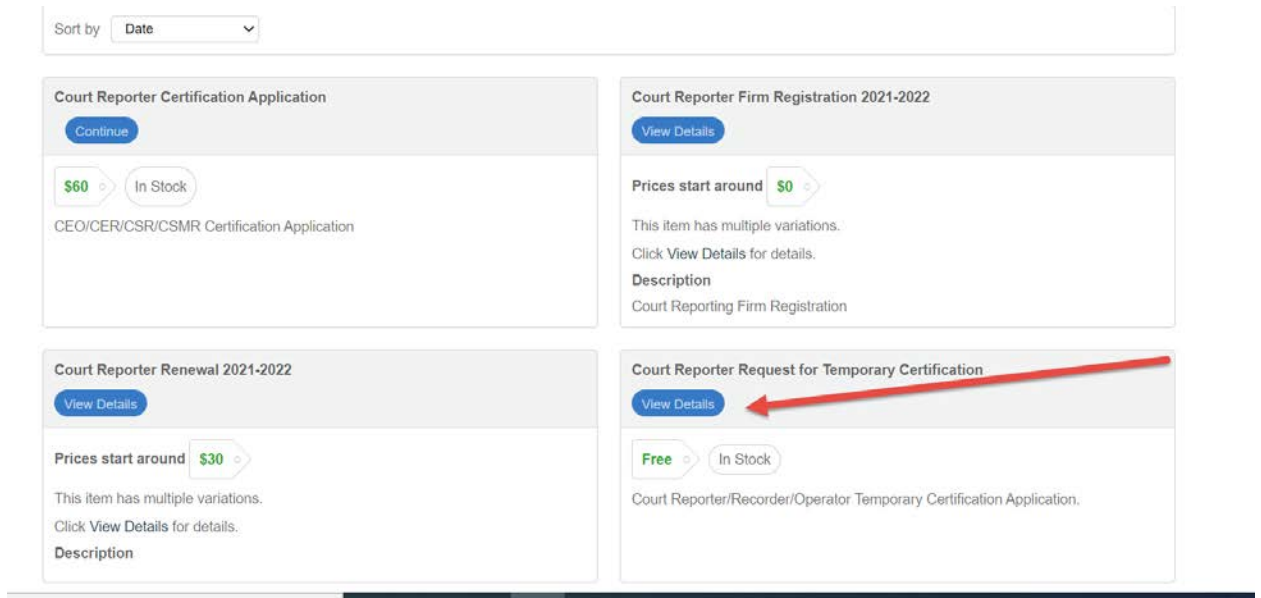 Sort by Date
Court Reporter Certification Application
Continue
$60 In Stock
CEO/CER/CSR/CSMR Certification Application
Court Reporter Firm Registration 2021-2022
View Details
Prices start around $0
This item has multiple variations.
Click View Details for details.
Description
Court Reporting Firm Registration
Court Reporter Renewal 2021-2022
View Details
Prices start around $30
This item has multiple variations.
Click View Details for details.
Description
Court Reporter Request for Temporary Certification
View Details
Free In Stock
Court Reporter/Recorder/Operator Temporary Certification Application.